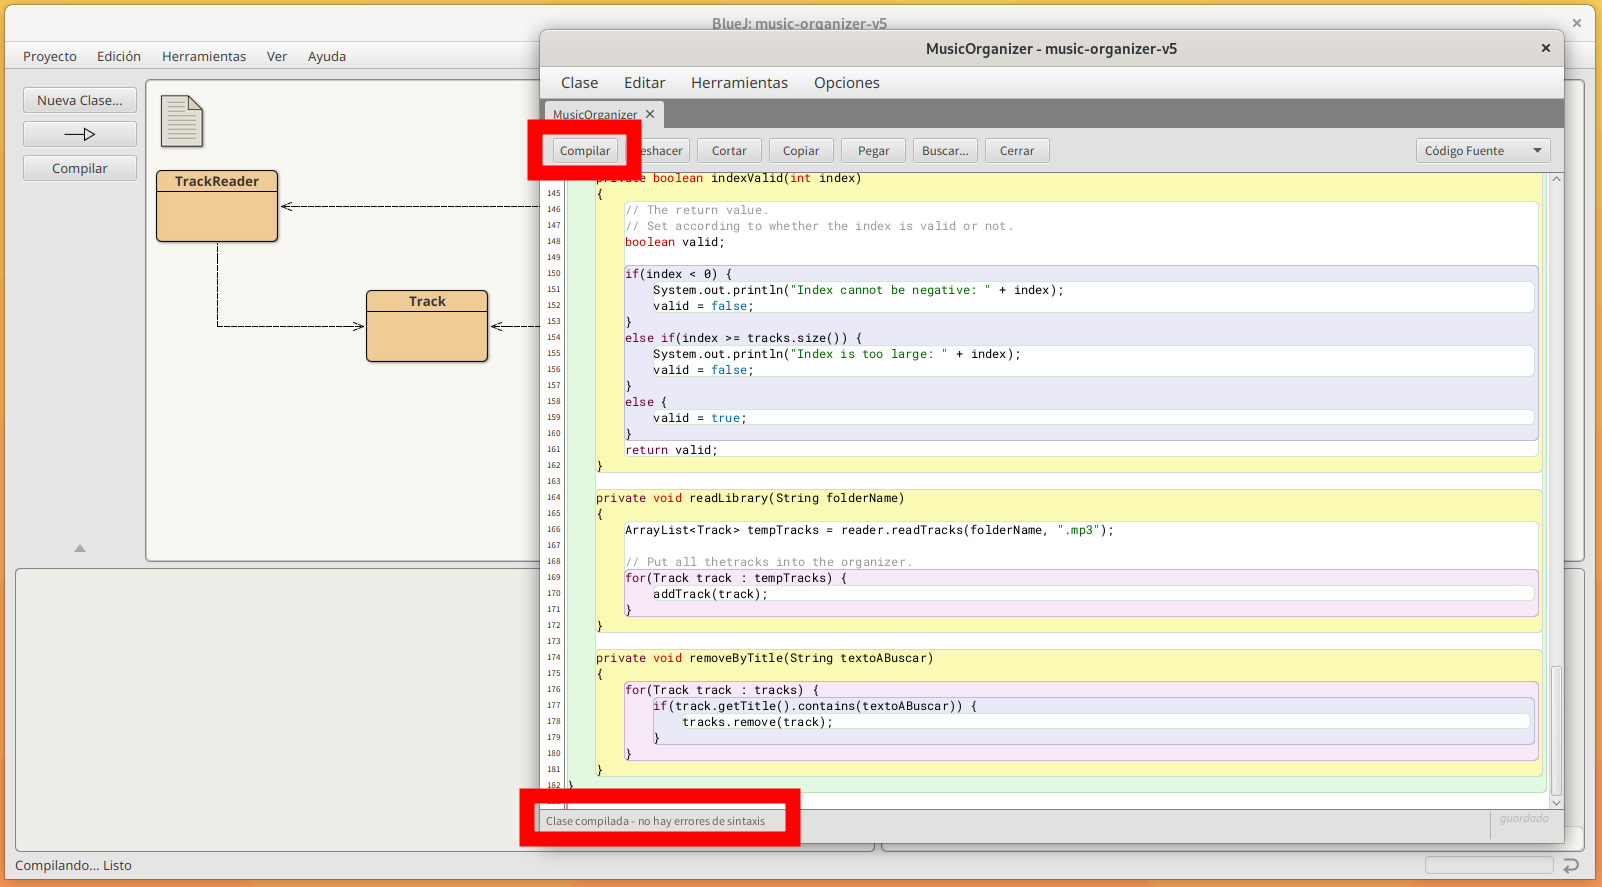 BlueJ: music-organizer-v5
Proyecto Edición Herramientas Ver Ayuda
Nueva Clase...
Compilar
TrackReader
Track
MusicOrganizer - music-organizer-v5
Clase Editar Herramientas Opciones
MusicOrganizer
Compilar eshacer Cortar Copiar Pegar Buscar... Cerrar Código Fuente
private boolean indexValid(int index)
145 {
146 // The return value.
147 // Set according to whether the index is valid or not.
148 boolean valid;
149
150 if(index < 0) {
151 System.out.println("Index cannot be negative: " + index);
152 valid = false;
153 }
154 else if(index >= tracks.size()) {
155 System.out.println("Index is too large: " + index);
156 valid = false;
157 }
158 else {
159 valid = true;
160 }
161 return valid;
162 }
163
164 private void readLibrary(String folderName)
165 {
166 ArrayList<Track> tempTracks = reader.readTracks(folderName, ".mp3");
167
168 // Put all thetracks into the organizer.
169 for(Track track : tempTracks) {
170 addTrack(track);
171 }
172 }
173
174 private void removeByTitle(String textoABuscar)
175 {
176 for(Track track : tracks) {
177 if(track.getTitle().contains(textoABuscar)) {
178 tracks.remove(track);
179 }
180 }
181 }
182 }
Clase compilada - no hay errores de sintaxis
guardado
Compilando... Listo